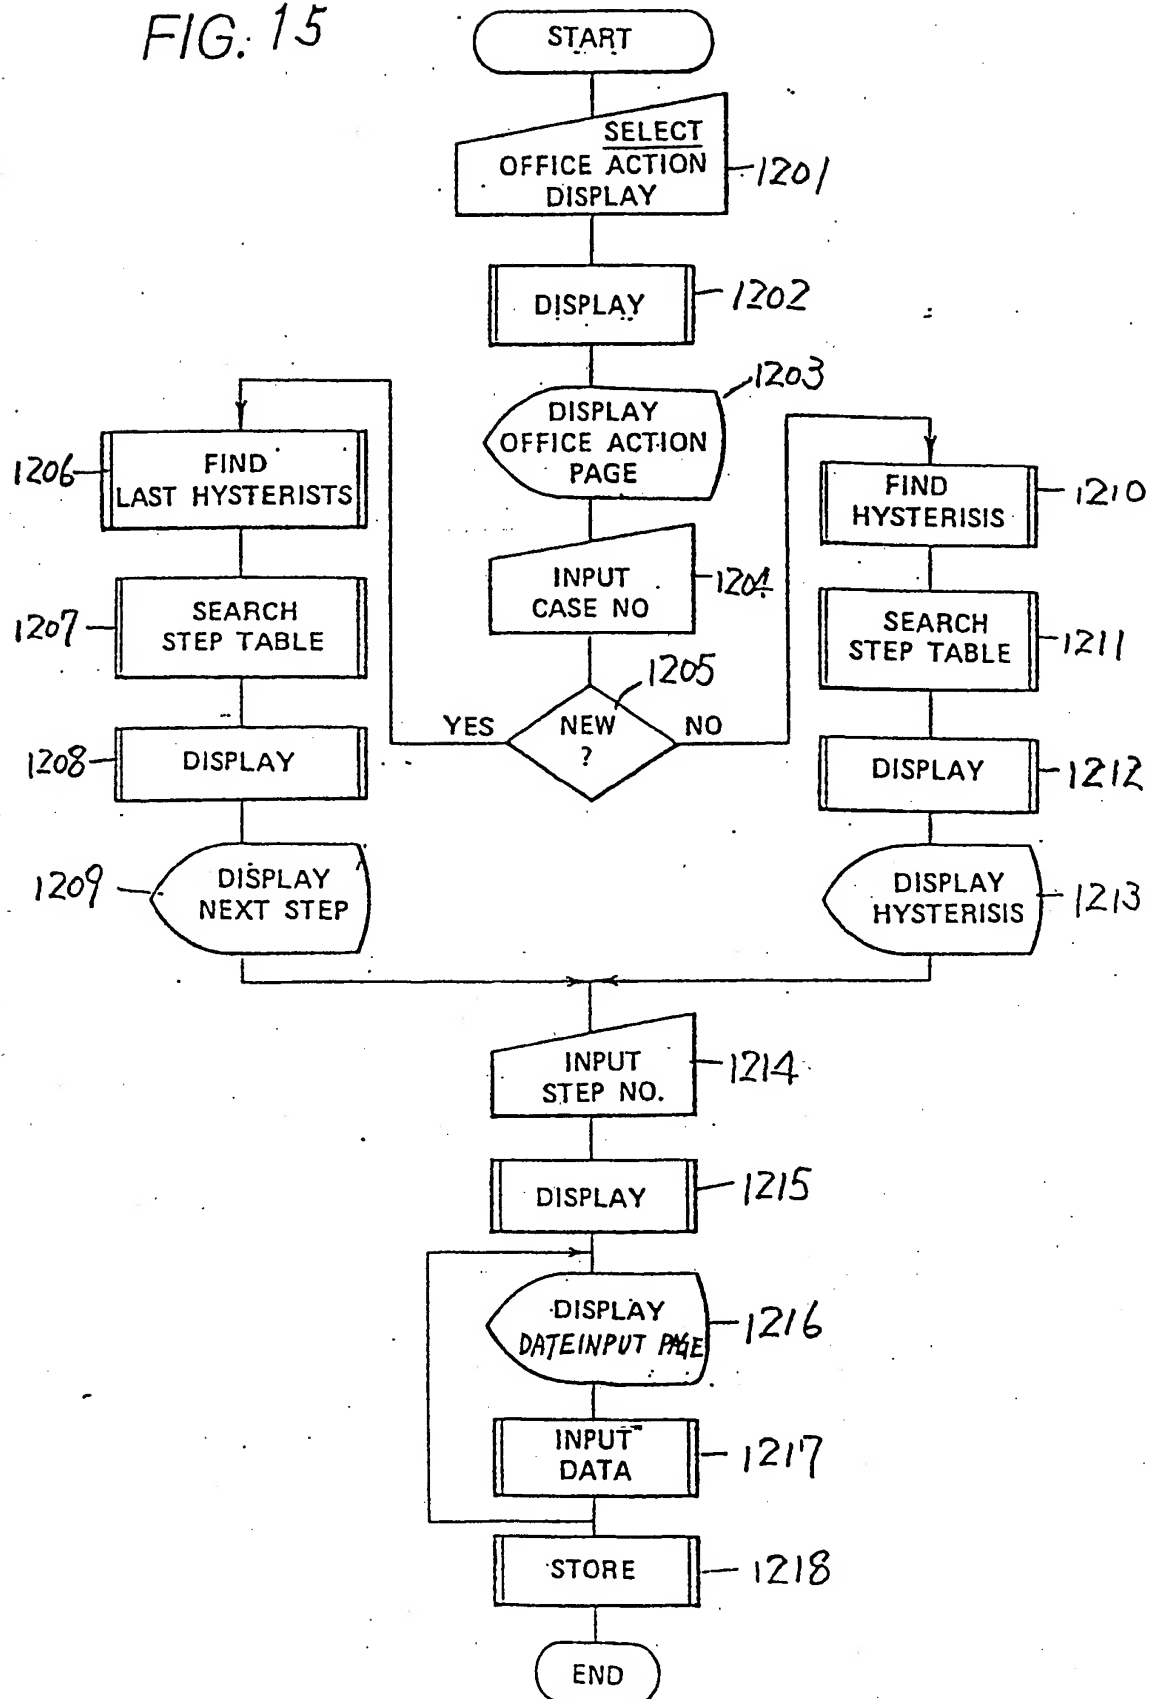 FIG. 15
START
SELECT
OFFICE ACTION
DISPLAY
1201
DISPLAY
1202
1203
DISPLAY
OFFICE ACTION
PAGE
1206
FIND
LAST HYSTERISTS
FIND
HYSTERISIS
1210
INPUT
CASE NO
1204
1207
SEARCH
STEP TABLE
SEARCH
STEP TABLE
1211
1205
YES
NEW
?
NO
1208
DISPLAY
DISPLAY
1212
1209
DISPLAY
NEXT STEP
DISPLAY
HYSTERISIS
1213
INPUT
STEP NO.
1214
DISPLAY
1215
DISPLAY
DATEINPUT PAGE
1216
INPUT
DATA
1217
STORE
1218
END